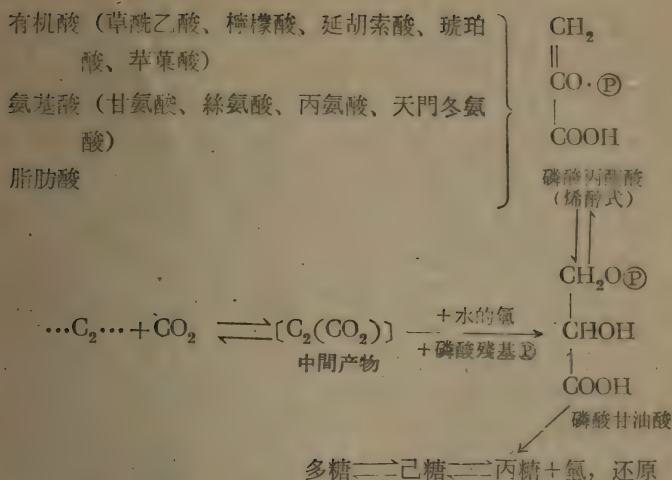 有机酸（草酰乙酸、檸檬酸、延胡索酸、琥珀
酸、苹菓酸）
氨基酸（甘氨酸、絲氨酸、丙氨酸、天門冬氨
酸）
脂肪酸
CH₂
||
CO·Ⓟ
|
COOH
磷酸丙酮酸
（烯醇式）
···C₂···+CO₂ ⇌ [C₂(CO₂)]
中間产物
+水的氫
+磷酸殘基Ⓟ
CH₂OⓅ
|
CHOH
|
COOH
磷酸甘油酸
多糖⇌己糖⇌丙糖+氫，还原